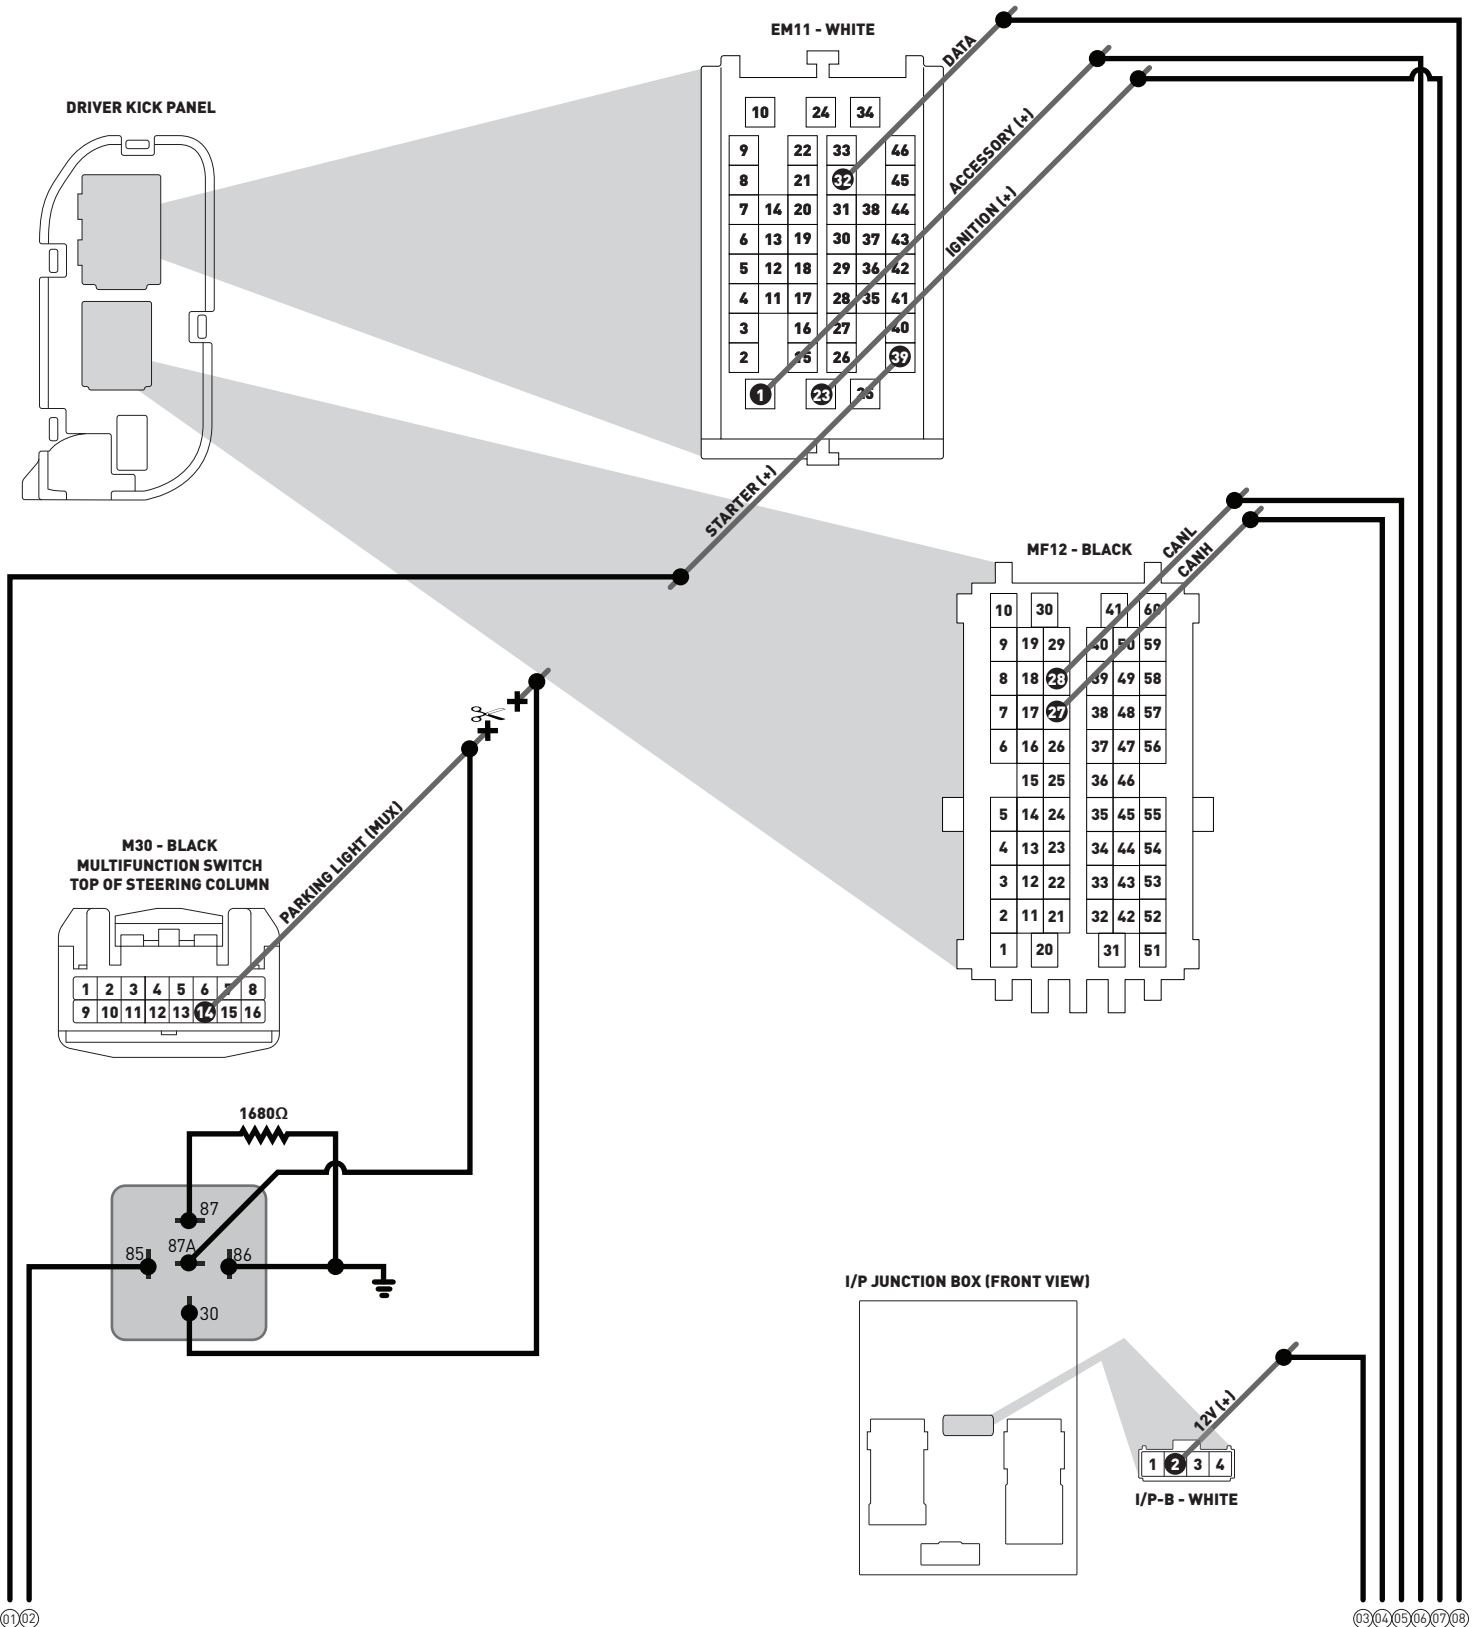 EM11 - WHITE
DRIVER KICK PANEL
DATA
ACCESSORY (+)
IGNITION (+)
10 24 34
9 22 33 46
8 21 32 45
7 14 20 31 38 44
6 13 19 30 37 43
5 12 18 29 36 42
4 11 17 28 35 41
3 16 27 40
2 15 26 39
1 23 25
STARTER (+)
MF12 - BLACK
CANL
CANH
10 30 41 60
9 19 29 40 50 59
8 18 28 39 49 58
7 17 27 38 48 57
6 16 26 37 47 56
15 25 36 46
5 14 24 35 45 55
4 13 23 34 44 54
3 12 22 33 43 53
2 11 21 32 42 52
1 20 31 51
PARKING LIGHT (MUX)
M30 - BLACK
MULTIFUNCTION SWITCH
TOP OF STEERING COLUMN
1 2 3 4 5 6 7 8
9 10 11 12 13 14 15 16
1680Ω
87
85 87A 86
30
I/P JUNCTION BOX (FRONT VIEW)
12V (+)
1 2 3 4
I/P-B - WHITE
01 02 03 04 05 06 07 08